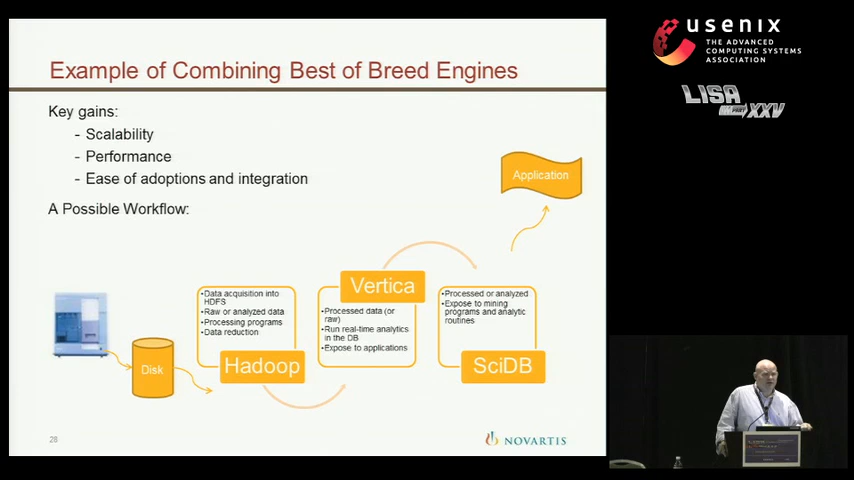 Example of Combining Best of Breed Engines
Key gains:
- Scalability
- Performance
- Ease of adoptions and integration
A Possible Workflow:
Application
Disk
•Data acquisition into
HDFS
•Raw or analyzed data
•Processing programs
•Data reduction
Hadoop
Vertica
•Processed data (or
raw)
•Run real-time analytics
in the DB
•Expose to applications
•Processed or analyzed
•Expose to mining
programs and analytic
routines
SciDB
28
NOVARTIS
usenix
THE ADVANCED
COMPUTING SYSTEMS
ASSOCIATION
LISA
XXV